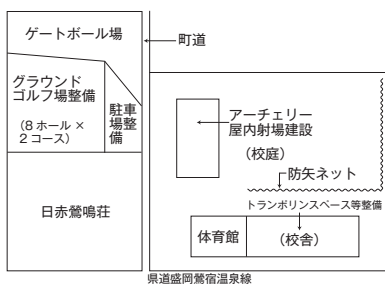 ゲートボール場
町道
グラウンド
ゴルフ場整備
(8ホール×
2コース)
駐車
場整
備
アーチェリー
屋内射場建設
(校庭)
防矢ネット
トランポリンスペース等整備
日赤鶯鳴荘
体育館
(校舎)
県道盛岡鶯宿温泉線